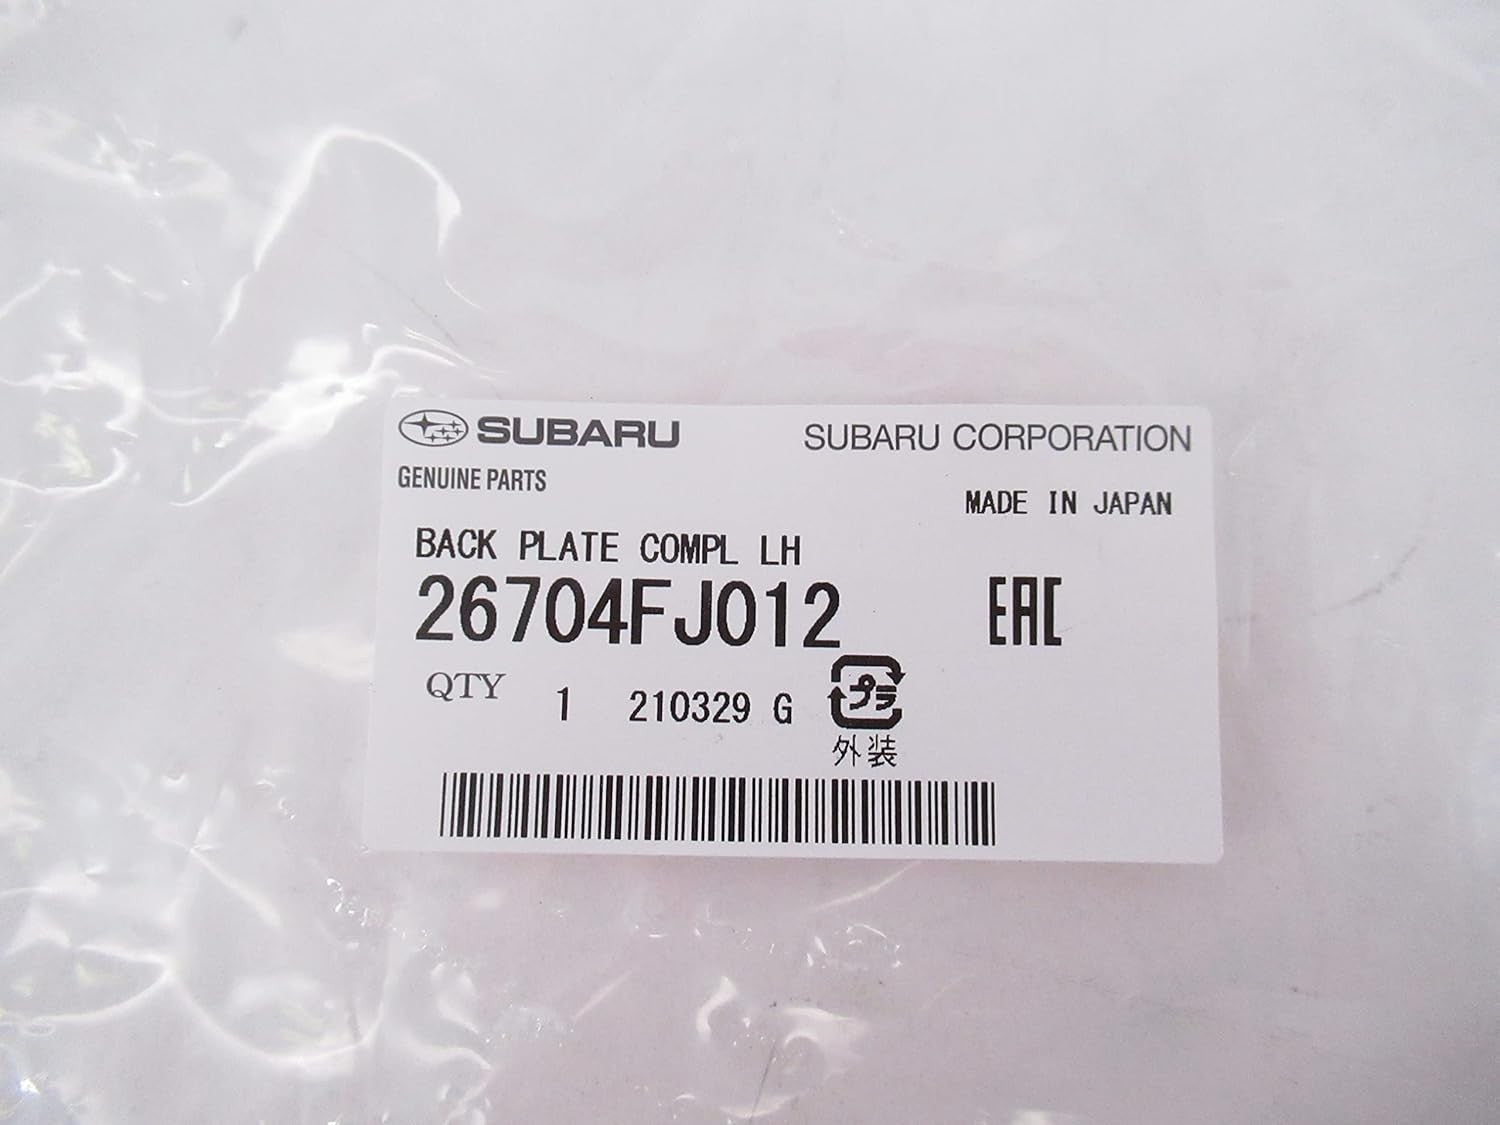 SUBARU SUBARU CORPORATION
GENUINE PARTS
MADE IN JAPAN
BACK PLATE COMPL LH
26704FJ012 EAC
QTY 1 210329 G プラ
外装